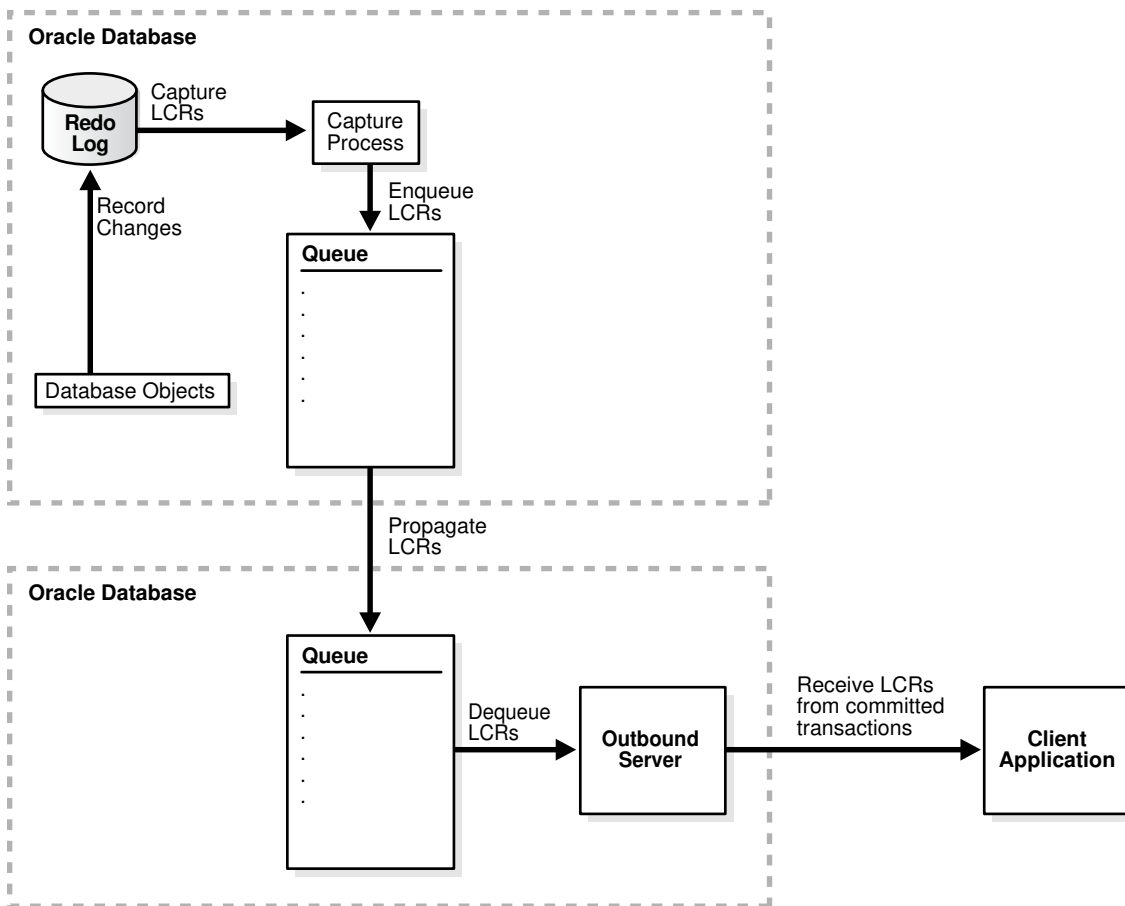 Oracle Database
Capture
LCRs
Redo
Log
Capture
Process
Record
Changes
Enqueue
LCRs
Queue
.
.
.
.
.
.
Database Objects
Propagate
LCRs
Oracle Database
Queue
.
.
.
.
.
.
Dequeue
LCRs
Outbound
Server
Receive LCRs
from committed
transactions
Client
Application